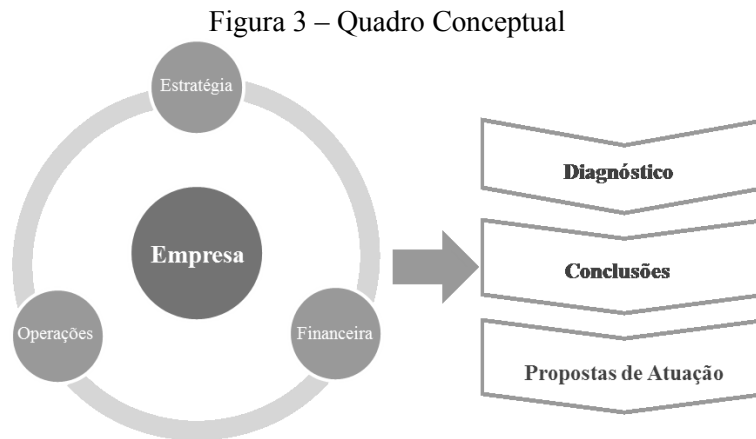 Figura 3 – Quadro Conceptual
Estratégia
Empresa
Operações
Financeira
Diagnóstico
Conclusões
Propostas de Atuação